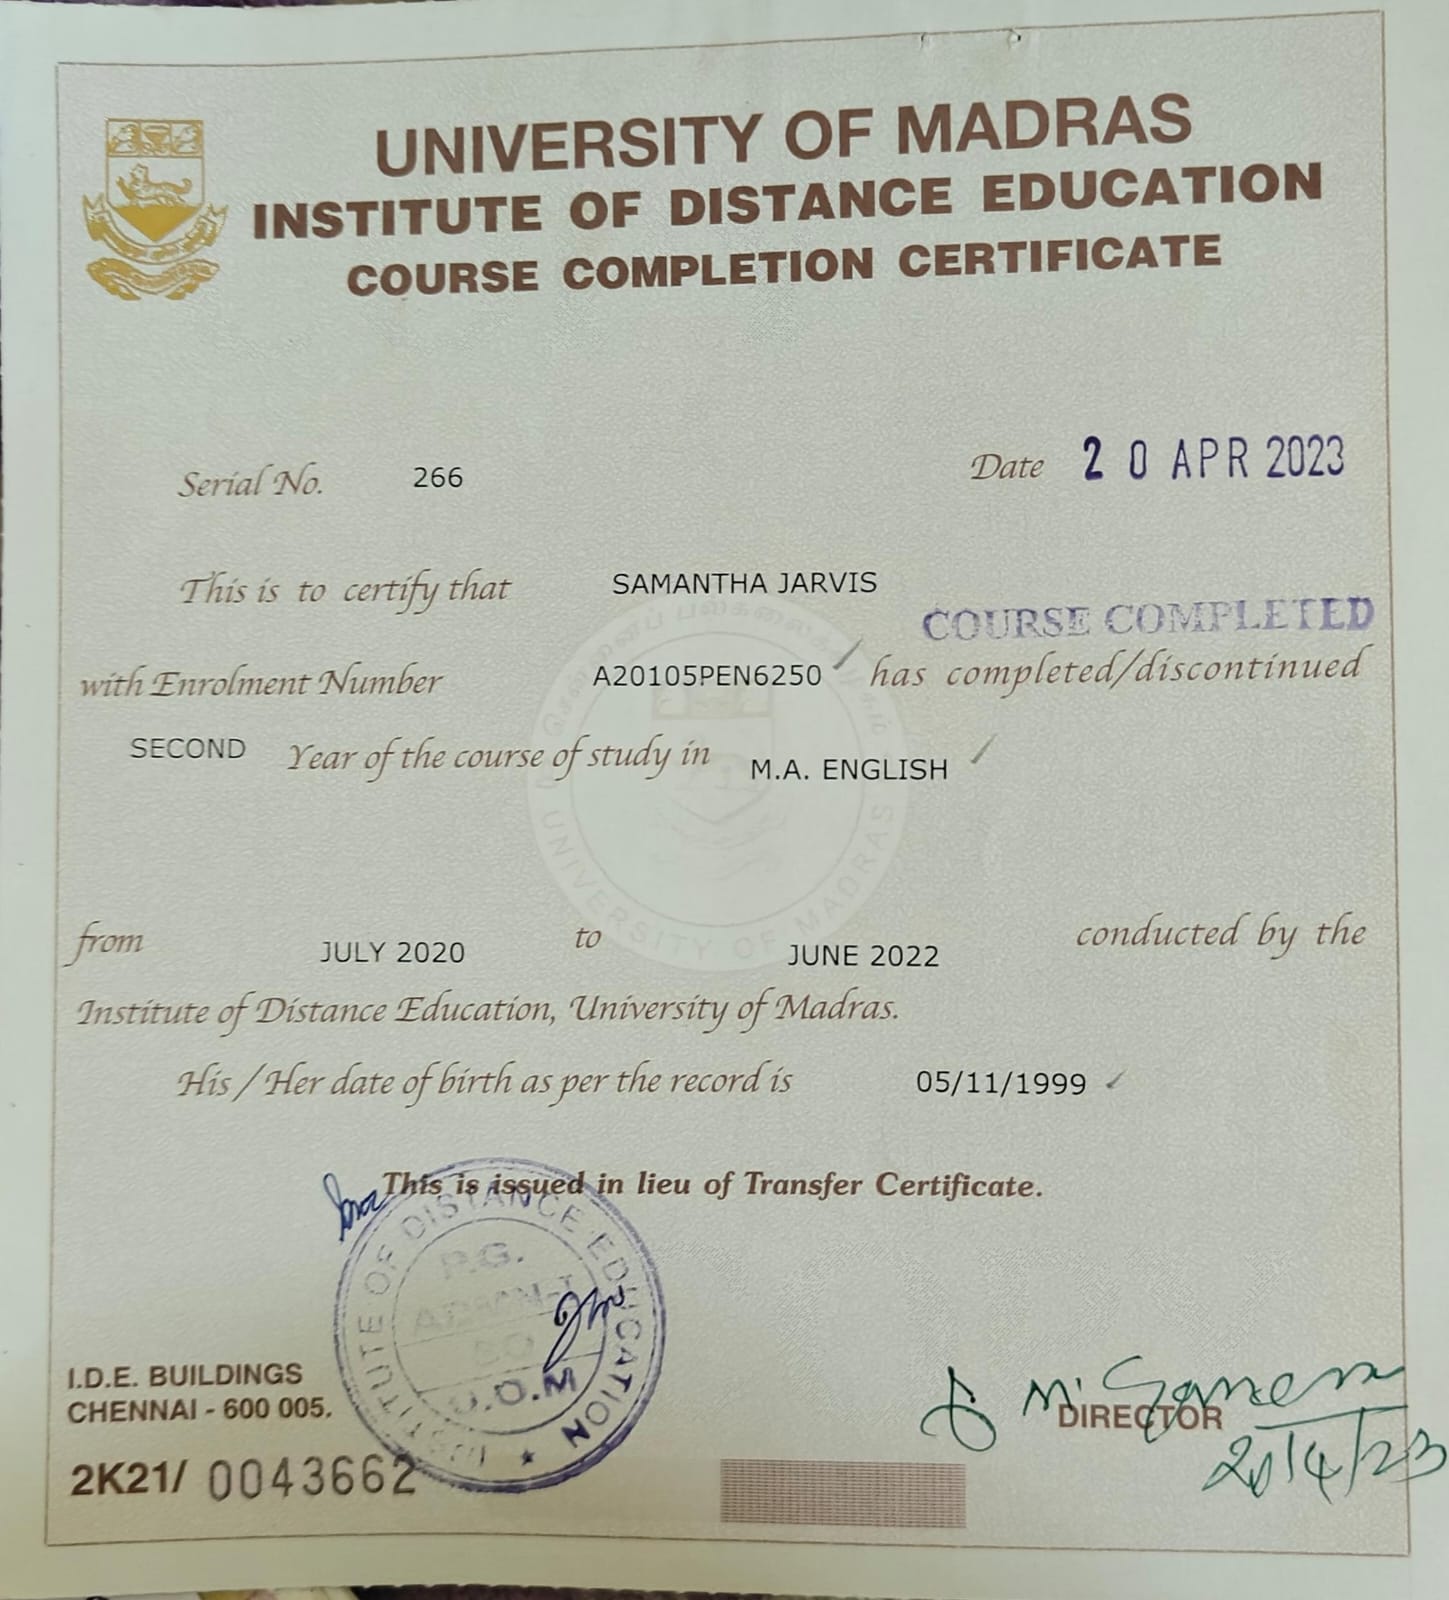 UNIVERSITY OF MADRAS
INSTITUTE OF DISTANCE EDUCATION
COURSE COMPLETION CERTIFICATE
Serial No. 266 Date 20 APR 2023
This is to certify that SAMANTHA JARVIS
COURSE COMPLETED
with Enrolment Number A20105PEN6250 has completed/discontinued
SECOND Year of the course of study in M.A. ENGLISH
UNIVERSITY OF MADRAS
from JULY 2020 to JUNE 2022 conducted by the
Institute of Distance Education, University of Madras.
His / Her date of birth as per the record is 05/11/1999
This is issued in lieu of Transfer Certificate.
INSTITUTE OF DISTANCE EDUCATION
P.G.
U.O.M
I.D.E. BUILDINGS
CHENNAI - 600 005.
DIRECTOR
20/4/23
2K21/ 0043662